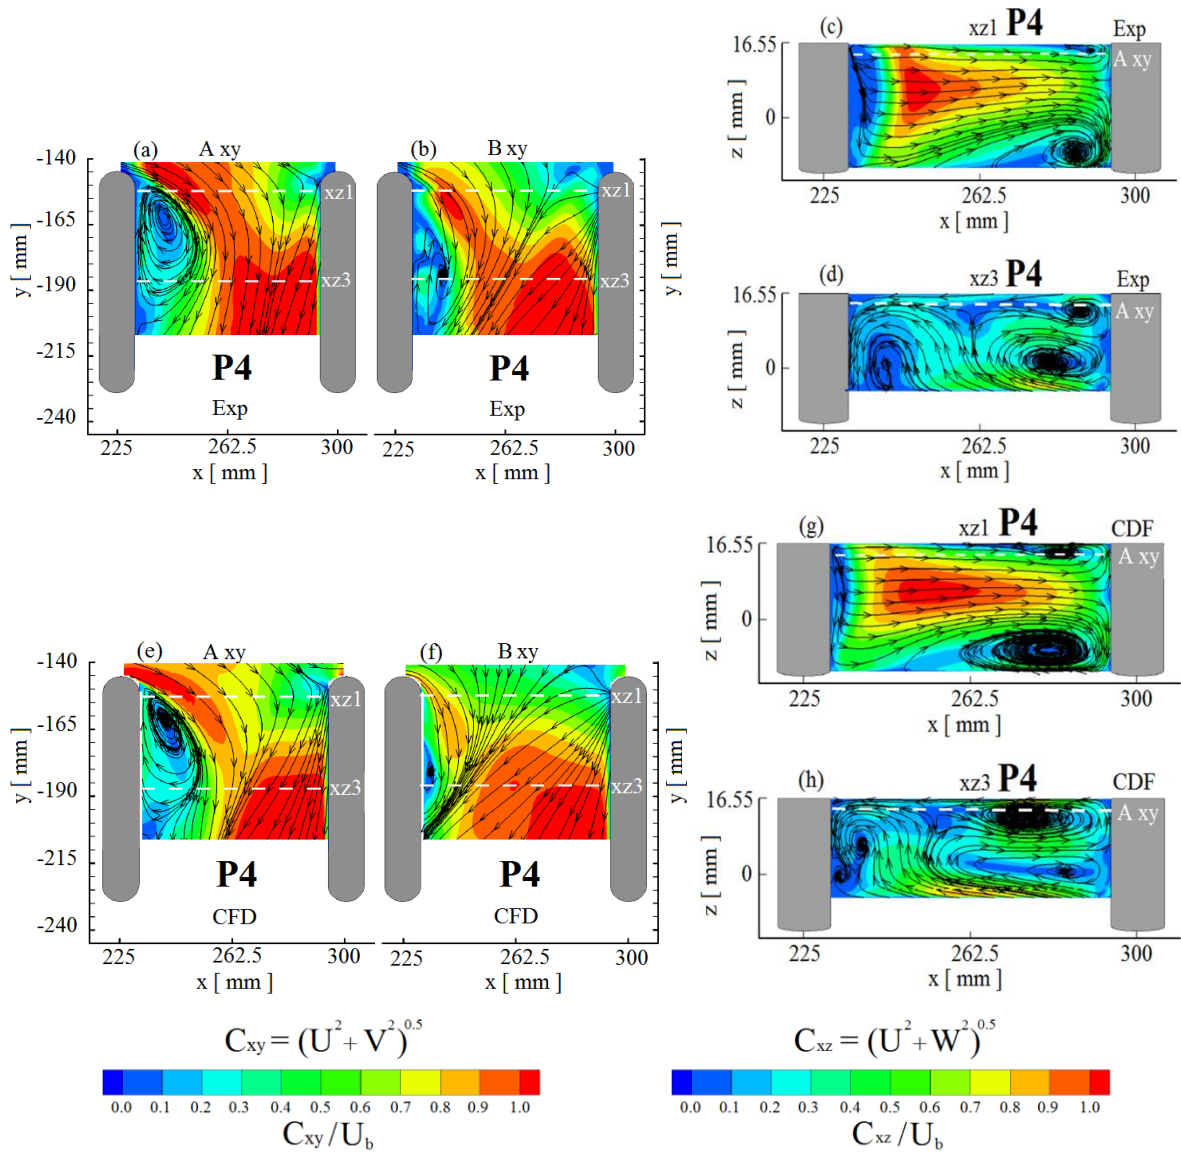 (a) A xy
(b) B xy
-140
-165
-190
-215
-240
y [ mm ]
xz1
xz3
xz1
xz3
y [ mm ]
P4
Exp
P4
Exp
225 262.5 300
225 262.5 300
x [ mm ]
x [ mm ]
(c) xz1 P4 Exp
16.55
0
z [ mm ]
A xy
225 262.5 300
x [ mm ]
(d) xz3 P4 Exp
16.55
0
z [ mm ]
A xy
225 262.5 300
x [ mm ]
(e) A xy
(f) B xy
-140
-165
-190
-215
-240
y [ mm ]
xz1
xz3
xz1
xz3
y [ mm ]
P4
CFD
P4
CFD
225 262.5 300
225 262.5 300
x [ mm ]
x [ mm ]
(g) xz1 P4 CDF
16.55
0
z [ mm ]
A xy
225 262.5 300
x [ mm ]
(h) xz3 P4 CDF
16.55
0
z [ mm ]
A xy
225 262.5 300
x [ mm ]
Cxy = (U² + V²)^0.5
0.0 0.1 0.2 0.3 0.4 0.5 0.6 0.7 0.8 0.9 1.0
Cxy /Ub
Cxz = (U² + W²)^0.5
0.0 0.1 0.2 0.3 0.4 0.5 0.6 0.7 0.8 0.9 1.0
Cxz /Ub